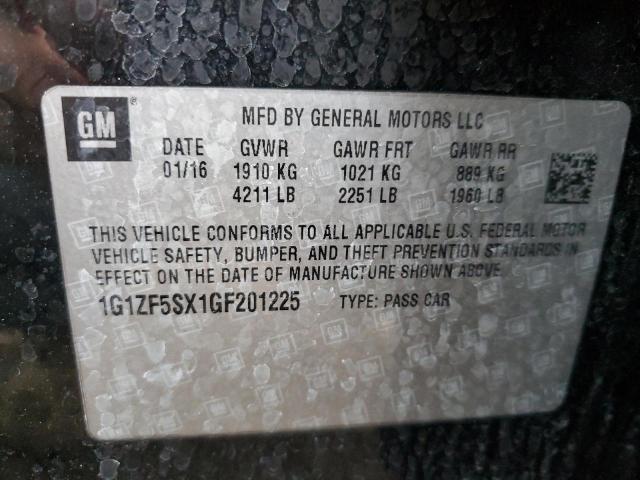 GM ® MFD BY GENERAL MOTORS LLC
DATE GVWR GAWR FRT GAWR RR
01/16 1910 KG 1021 KG 889 KG
4211 LB 2251 LB 1960 LB
THIS VEHICLE CONFORMS TO ALL APPLICABLE U.S. FEDERAL MOTOR
VEHICLE SAFETY, BUMPER, AND THEFT PREVENTION STANDARDS IN
EFFECT ON THE DATE OF MANUFACTURE SHOWN ABOVE.
1G1ZF5SX1GF201225 TYPE: PASS CAR